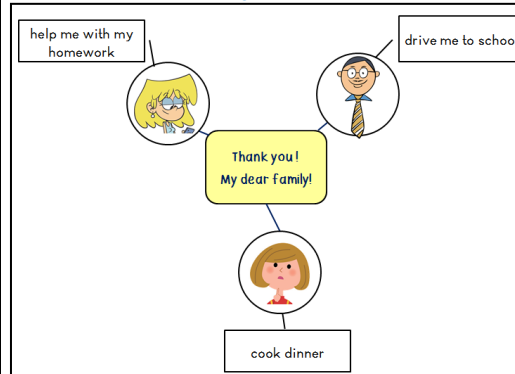 help me with my
homework
drive me to schoo
Thank you!
My dear family!
cook dinner